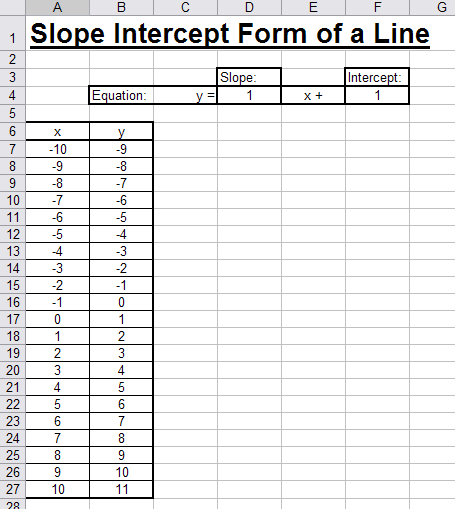 A B C D E F G
1 Slope Intercept Form of a Line
2
3 Slope: Intercept:
4 Equation: y = 1 x + 1
5
6 x y
7 -10 -9
8 -9 -8
9 -8 -7
10 -7 -6
11 -6 -5
12 -5 -4
13 -4 -3
14 -3 -2
15 -2 -1
16 -1 0
17 0 1
18 1 2
19 2 3
20 3 4
21 4 5
22 5 6
23 6 7
24 7 8
25 8 9
26 9 10
27 10 11
28